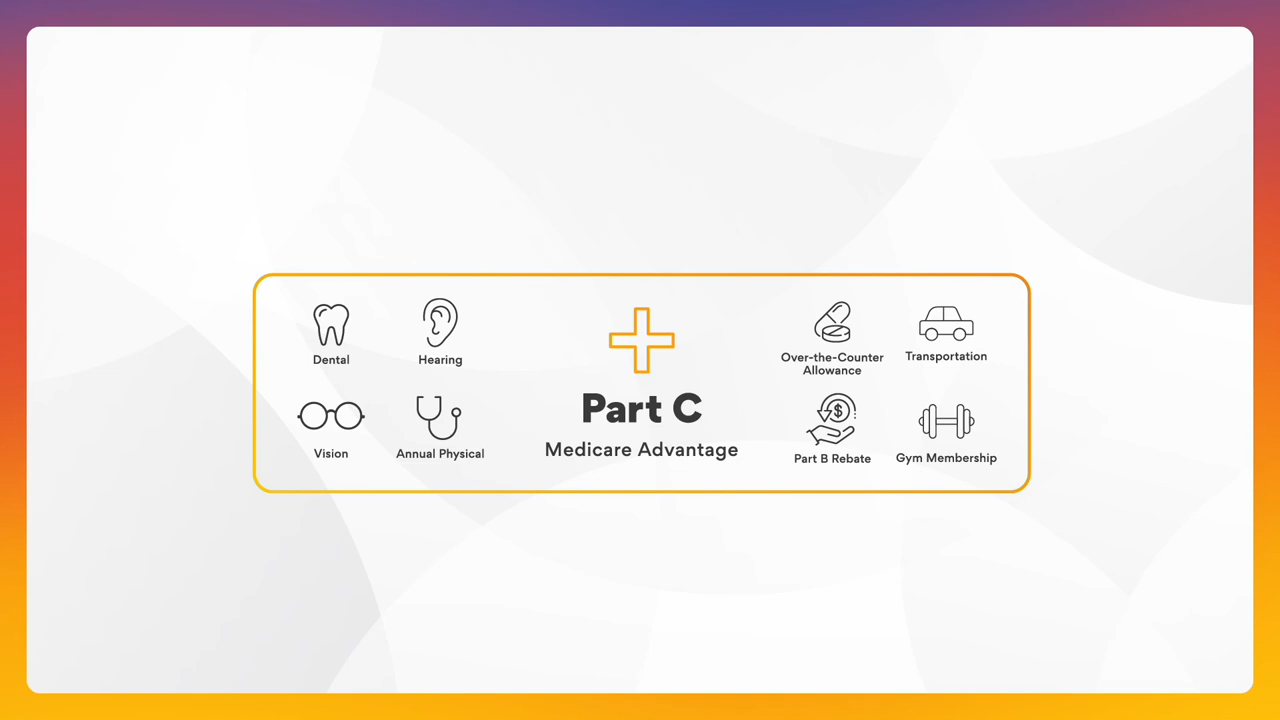 Dental
Hearing
Vision
Annual Physical
Part C
Medicare Advantage
Over-the-Counter
Allowance
Transportation
$
Part B Rebate
Gym Membership